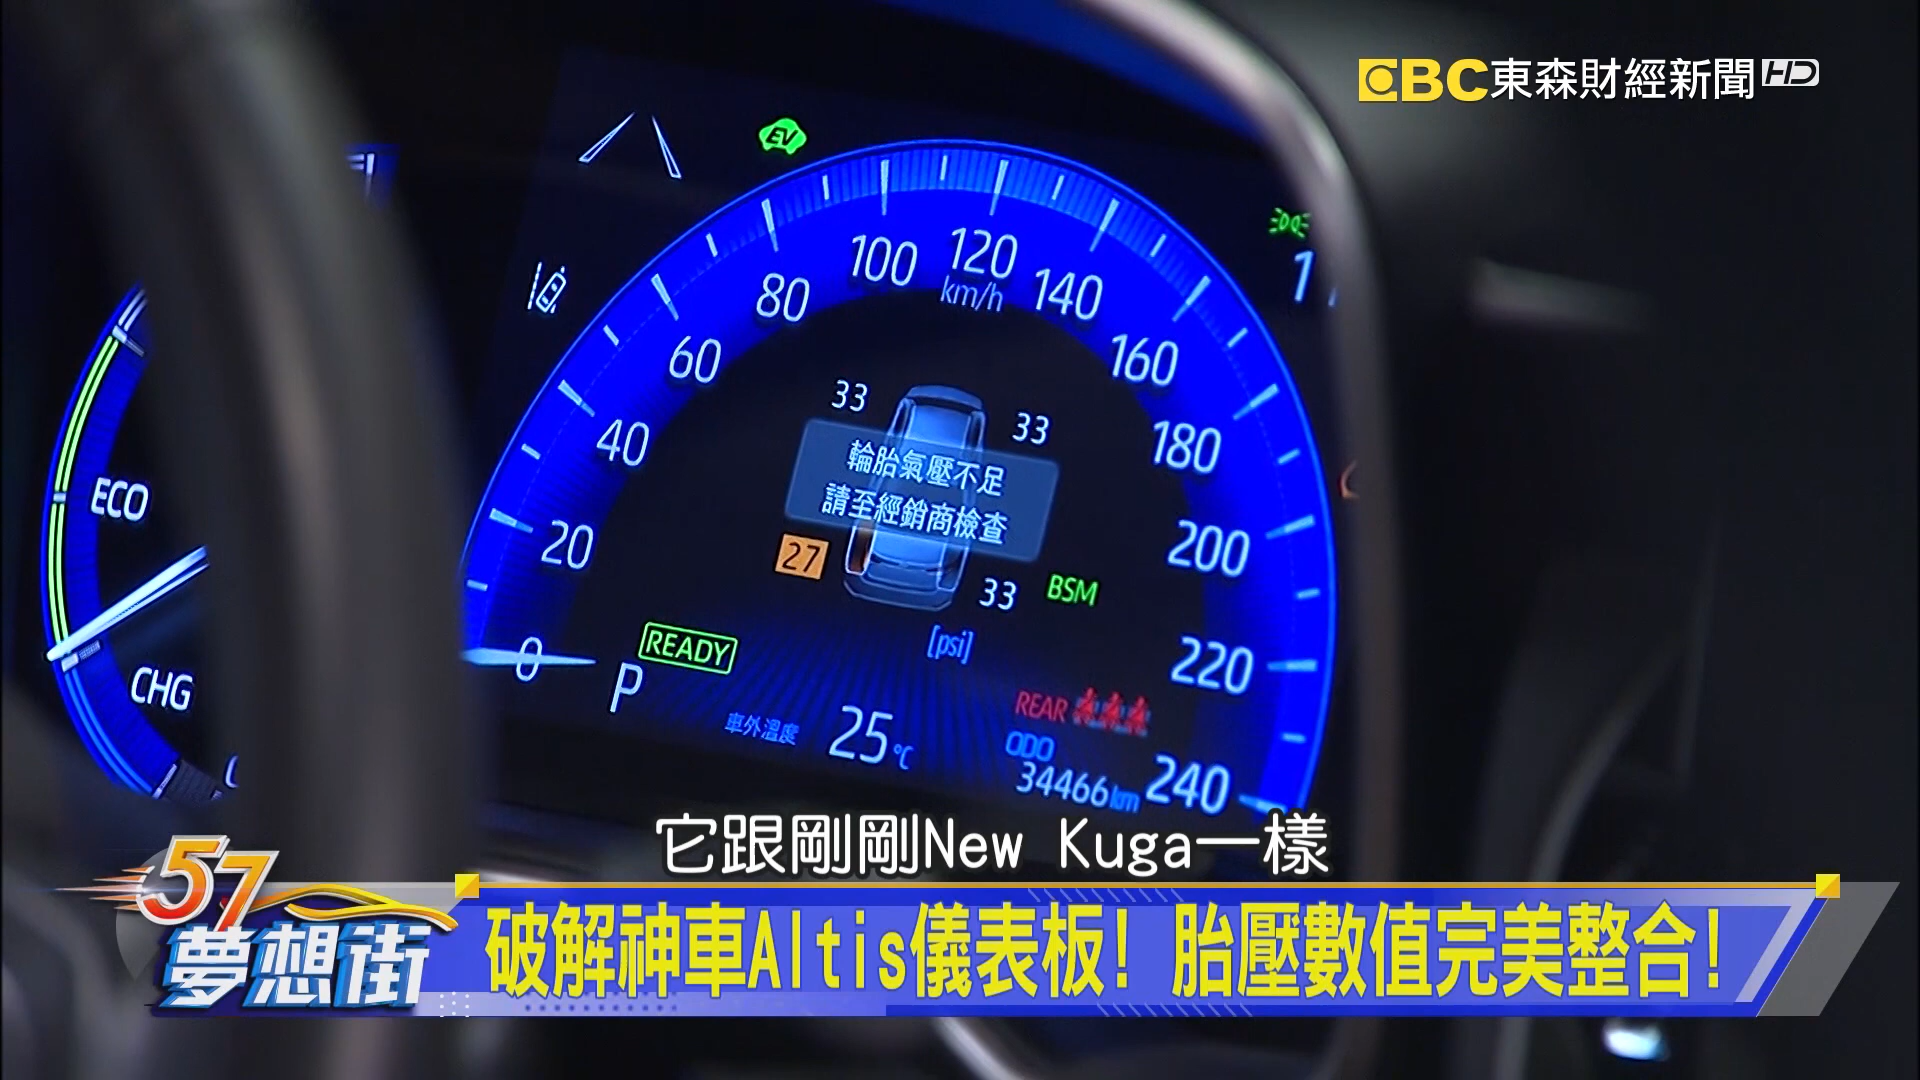 EBC東森財經新聞HD
EV
100
120
km/h
140
80
60
160
33
33
40
輪胎氣壓不足
請至經銷商檢查
180
ECO
20
27
33
BSM
200
[psi]
READY
0
P
220
CHG
REAR
車外溫度
25℃
ODO
34466km
240
它跟剛剛New Kuga一樣
57夢想街
破解神車Altis儀表板! 胎壓數值完美整合!